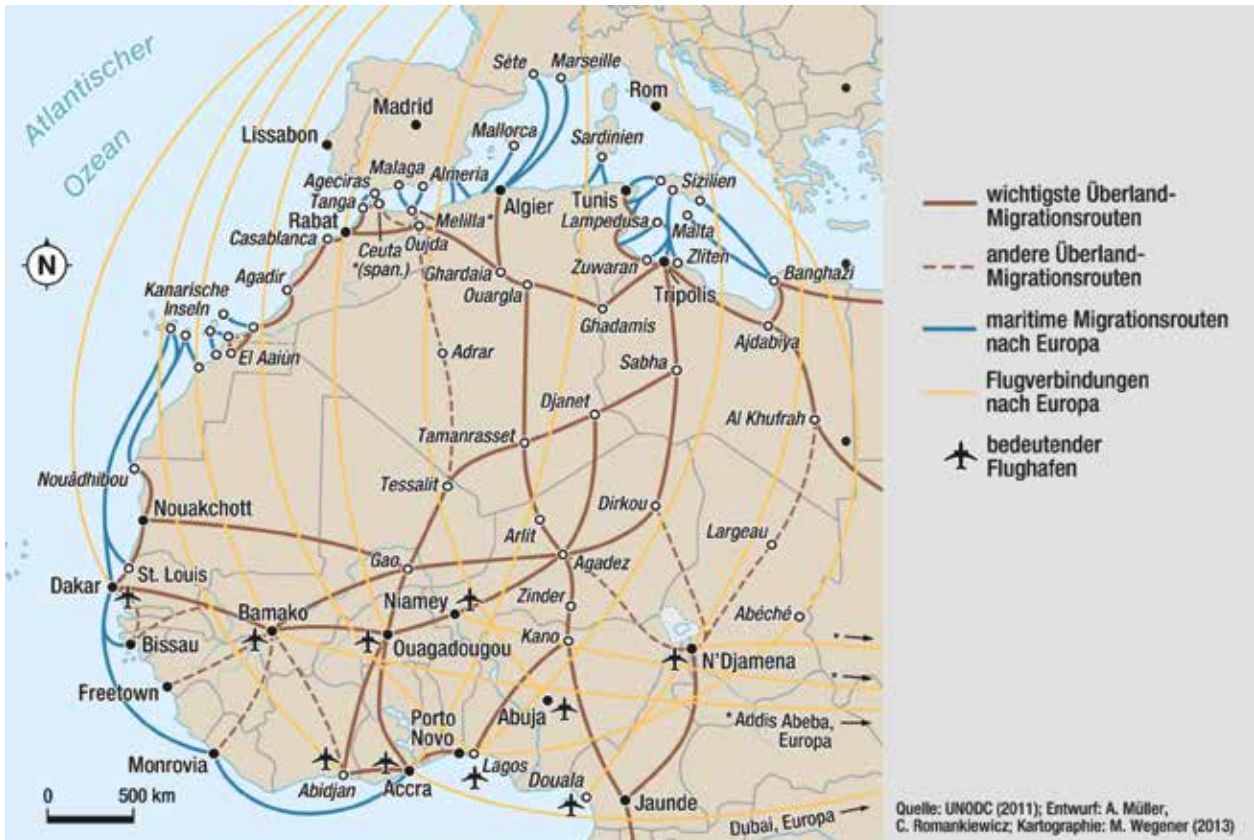 Atlantischer
Ozean
N
Sète
Marseille
Rom
Madrid
Lissabon
Mallorca
Sardinien
Malaga
Almeria
Ageciras
Tanga
Rabat
Casablanca
Ceuta
*(span.)
Melilla*
Oujda
Algier
Tunis
Sizilien
Lampedusa
Malta
Zuwaran
Zliten
Tripolis
Banghazi
Ghardaia
Ouargla
Ghadamis
Ajdabiya
Agadir
Kanarische
Inseln
El Aaiún
Adrar
Sabha
Djanet
Al Khufrah
Tamanrasset
Tessalit
Nouâdhibou
Nouakchott
Dirkou
Arlit
Largeau
Gao
Agadez
St. Louis
Dakar
Niamey
Zinder
Abéché
Bamako
Kano
Bissau
Ouagadougou
N'Djamena
*
*
Freetown
Abuja
* Addis Abeba,
Europa
Porto
Novo
Monrovia
Lagos
Abidjan
Accra
Douala
Jaunde
Dubai, Europa
0 500 km
wichtigste Überland-
Migrationsrouten
andere Überland-
Migrationsrouten
maritime Migrationsrouten
nach Europa
Flugverbindungen
nach Europa
bedeutender
Flughafen
Quelle: UNODC (2011); Entwurf: A. Müller,
C. Romankiewicz; Kartographie: M. Wegener (2013)